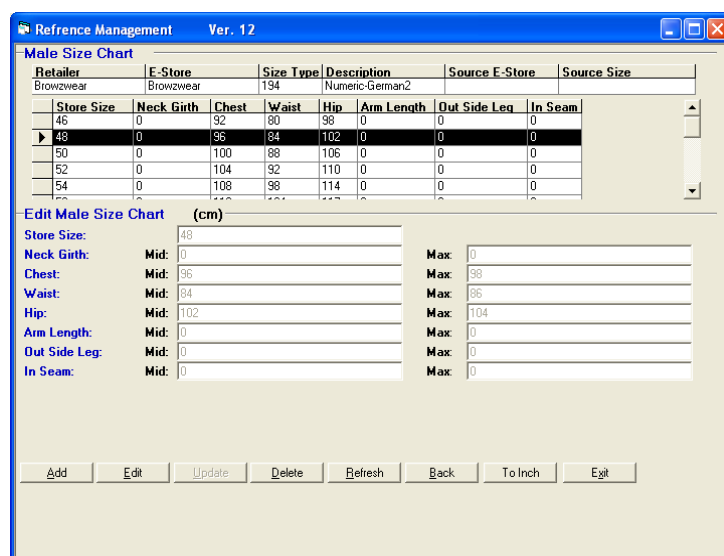 Refrence Management Ver. 12
Male Size Chart
Retailer E-Store Size Type Description Source E-Store Source Size
Browzwear Browzwear 194 Numeric-German2
Store Size Neck Girth Chest Waist Hip Arm Length Out Side Leg In Seam
46 0 92 80 98 0 0 0
48 0 96 84 102 0 0 0
50 0 100 88 106 0 0 0
52 0 104 92 110 0 0 0
54 0 108 98 114 0 0 0
Edit Male Size Chart (cm)
Store Size: 48
Neck Girth: Mid: 0 Max: 0
Chest: Mid: 96 Max: 98
Waist: Mid: 84 Max: 86
Hip: Mid: 102 Max: 104
Arm Length: Mid: 0 Max: 0
Out Side Leg: Mid: 0 Max: 0
In Seam: Mid: 0 Max: 0
Add Edit Update Delete Refresh Back To Inch Exit